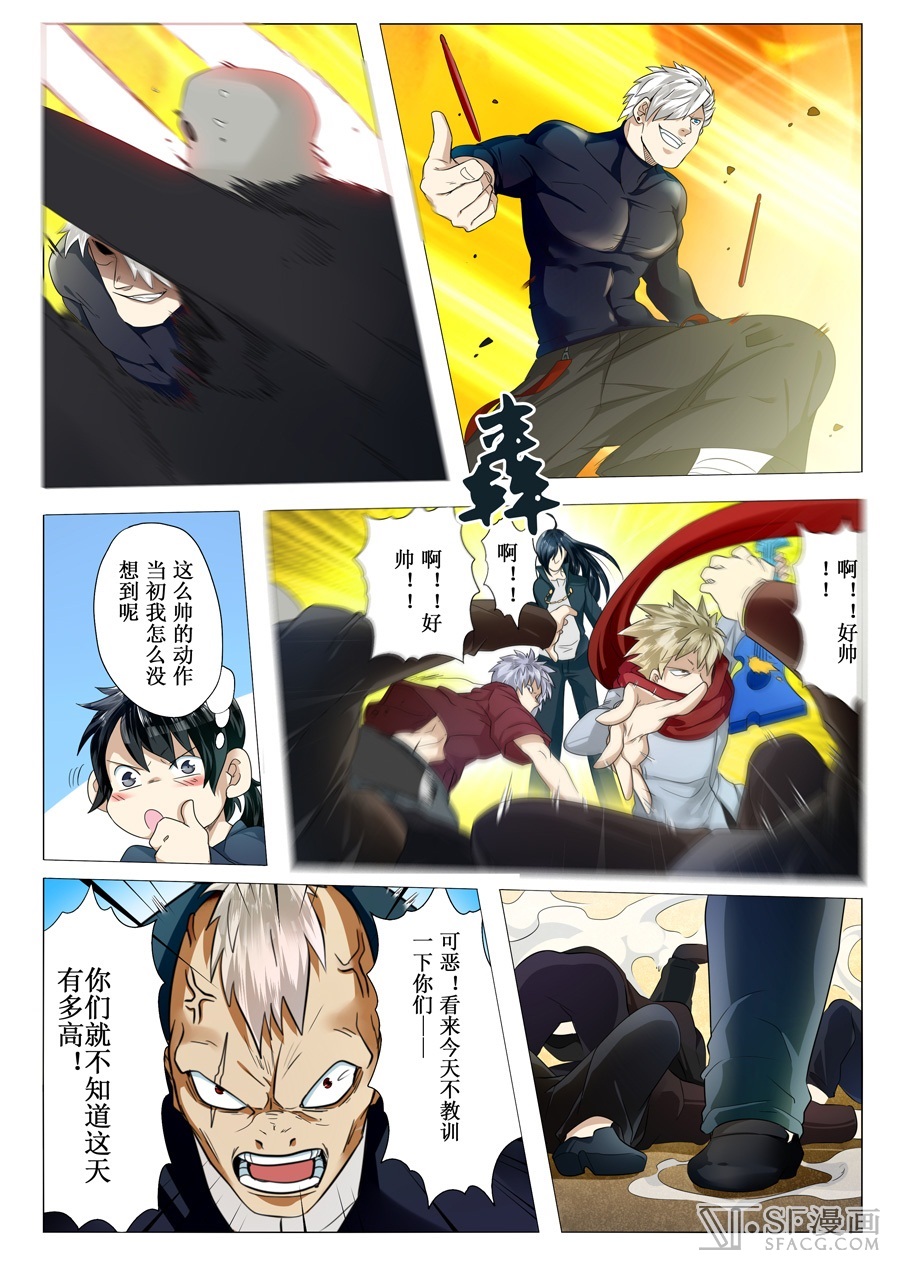 轰
啊！！好帅
！！
啊！！
啊！！好
帅！！
这么帅的动作
当初我怎么没
想到呢
可恶！看来今天不教训
一下你们——
你们就不知道这天
有多高！
SF漫画
SFACG.COM